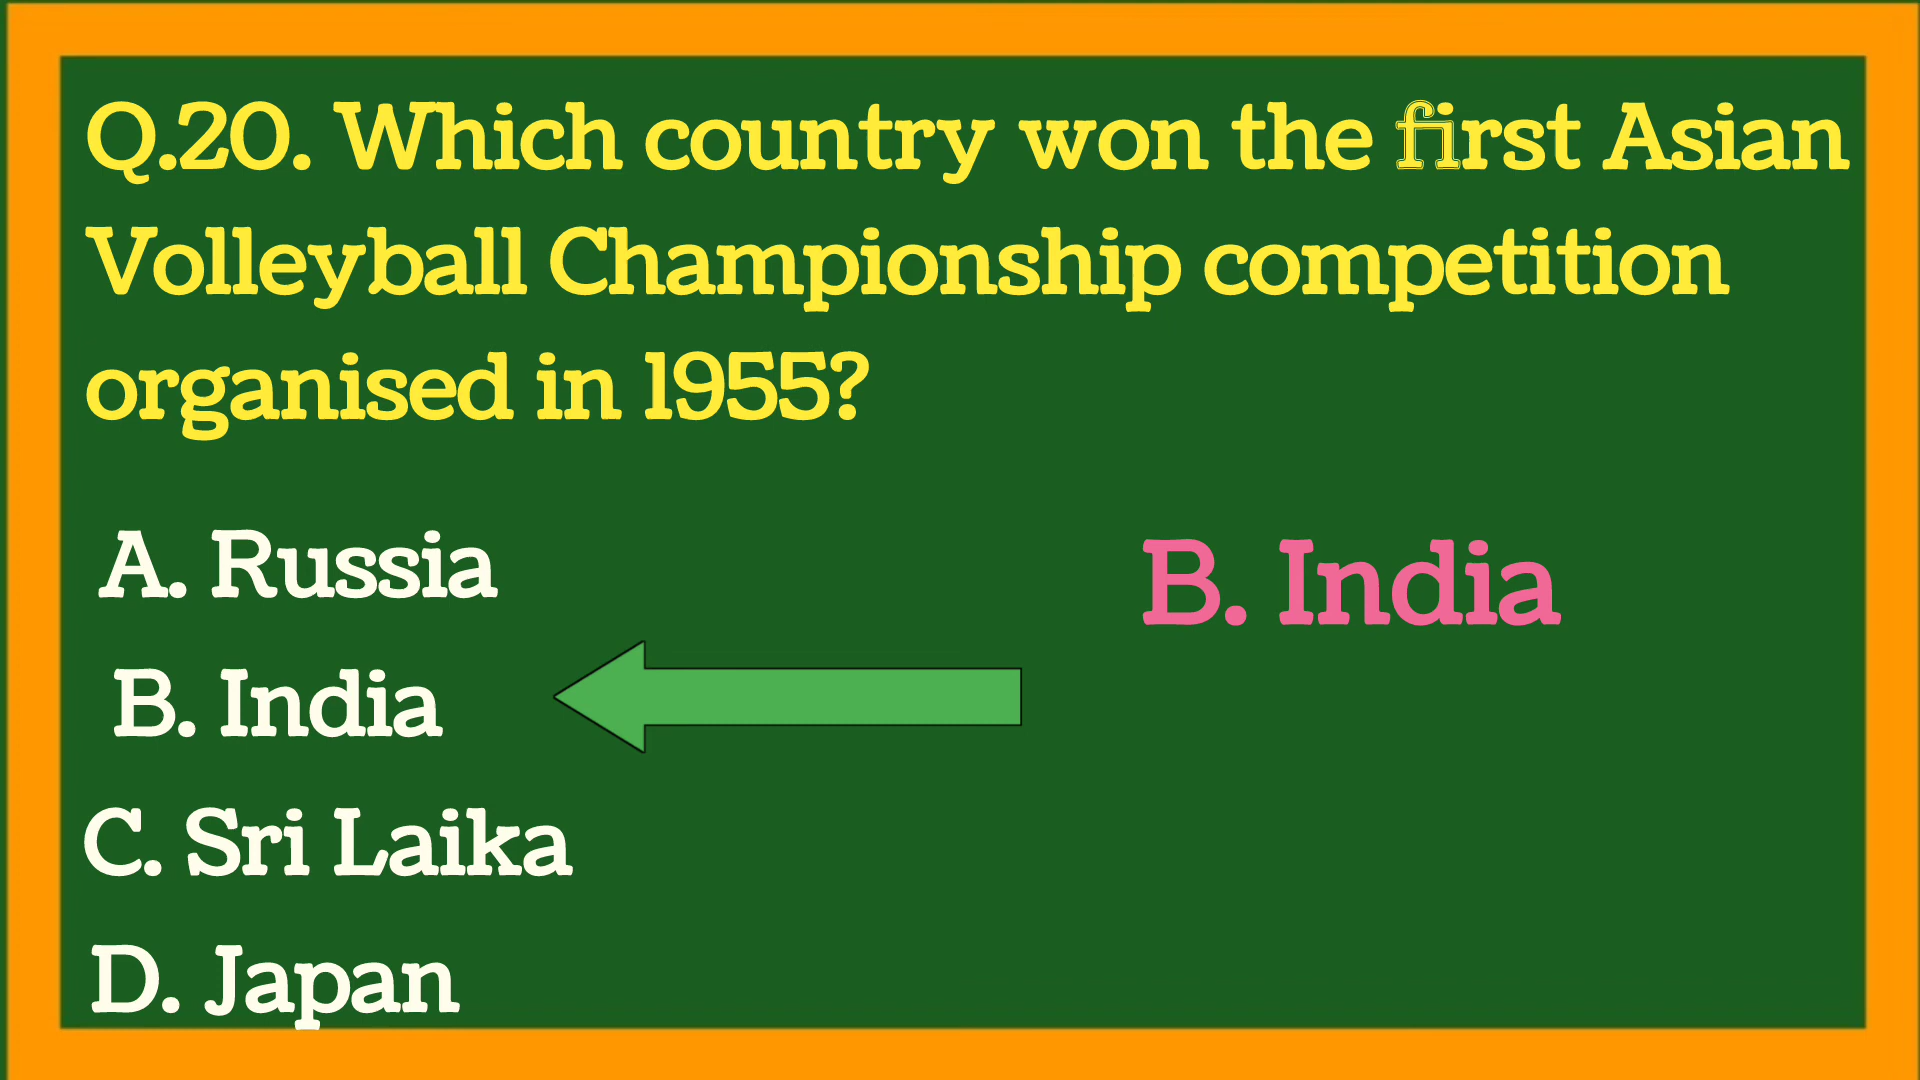 Q.20. Which country won the first Asian
Volleyball Championship competition
organised in 1955?
A. Russia
B. India
B. India
C. Sri Laika
D. Japan